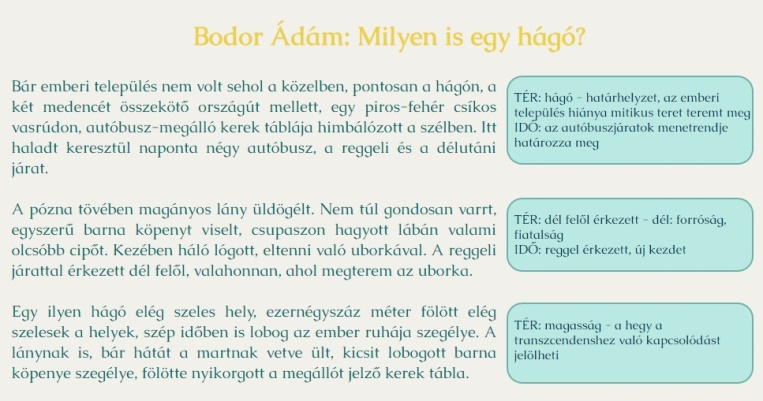 Bodor Ádám: Milyen is egy hágó?
Bár emberi település nem volt sehol a közelben, pontosan a hágón, a
két medencét összekötő országút mellett, egy piros-fehér csíkos
vasrúdon, autóbusz-megálló kerek táblája himbálózott a szélben. Itt
haladt keresztül naponta négy autóbusz, a reggeli és a délutáni
járat.
TÉR: hágó - határhelyzet, az emberi
település hiánya mitikus teret teremt meg
IDŐ: az autóbuszjáratok menetrendje
határozza meg
A pózna tövében magányos lány üldögélt. Nem túl gondosan varrt,
egyszerű barna köpenyt viselt, csupaszon hagyott lábán valami
olcsóbb cipőt. Kezében háló lógott, eltenni való uborkával. A reggeli
járattal érkezett dél felől, valahonnan, ahol megterem az uborka.
TÉR: dél felől érkezett - dél: forróság,
fiatalság
IDŐ: reggel érkezett, új kezdet
Egy ilyen hágó elég szeles hely, ezernégyszáz méter fölött elég
szelesek a helyek, szép időben is lobog az ember ruhája szegélye. A
lánynak is, bár hátát a martnak vetve ült, kicsit lobogott barna
köpenye szegélye, fölötte nyikorgott a megállót jelző kerek tábla.
TÉR: magasság - a hegy a
transzcendenshez való kapcsolódást
jelölheti